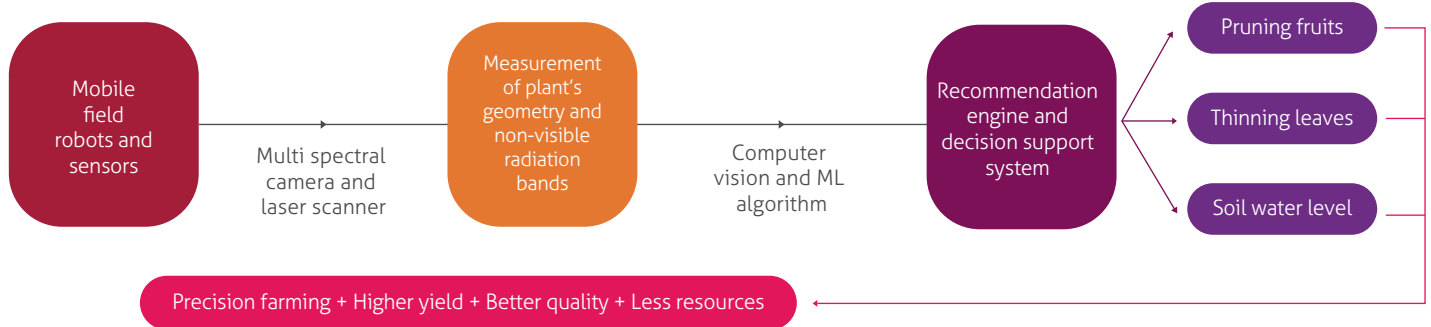 Mobile
field
robots and
sensors
Multi spectral
camera and
laser scanner
Measurement
of plant's
geometry and
non-visible
radiation
bands
Computer
vision and ML
algorithm
Recommendation
engine and
decision support
system
Pruning fruits
Thinning leaves
Soil water level
Precision farming + Higher yield + Better quality + Less resources